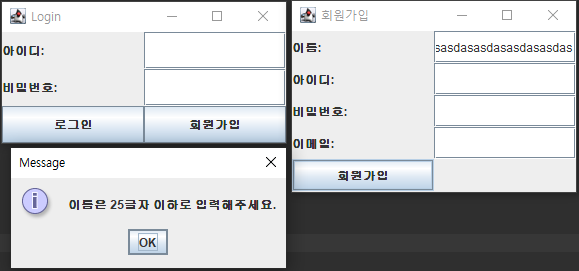 Login
아이디:
비밀번호:
로그인
회원가입
Message
이름은 25글자 이하로 입력해주세요.
OK
회원가입
이름:
sasdasasdasasdasasdas
아이디:
비밀번호:
이메일:
회원가입